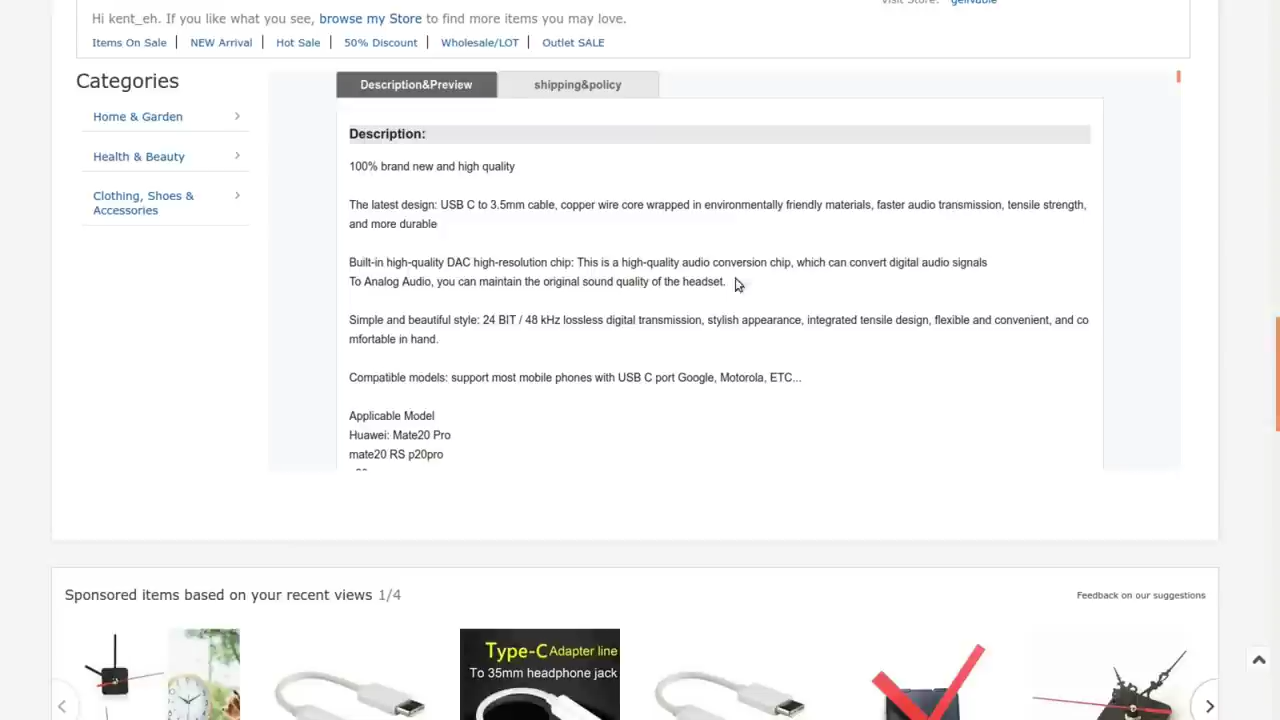 Visit Store: gelivable
Hi kent_eh. If you like what you see, browse my Store to find more items you may love.
Items On Sale | NEW Arrival | Hot Sale | 50% Discount | Wholesale/LOT | Outlet SALE
Categories
Home & Garden
Health & Beauty
Clothing, Shoes &
Accessories
Description&Preview
shipping&policy
Description:
100% brand new and high quality
The latest design: USB C to 3.5mm cable, copper wire core wrapped in environmentally friendly materials, faster audio transmission, tensile strength,
and more durable
Built-in high-quality DAC high-resolution chip: This is a high-quality audio conversion chip, which can convert digital audio signals
To Analog Audio, you can maintain the original sound quality of the headset.
Simple and beautiful style: 24 BIT / 48 kHz lossless digital transmission, stylish appearance, integrated tensile design, flexible and convenient, and co
mfortable in hand.
Compatible models: support most mobile phones with USB C port Google, Motorola, ETC...
Applicable Model
Huawei: Mate20 Pro
mate20 RS p20pro
Sponsored items based on your recent views 1/4
Feedback on our suggestions
Type-C Adapter line
To 35mm headphone jack